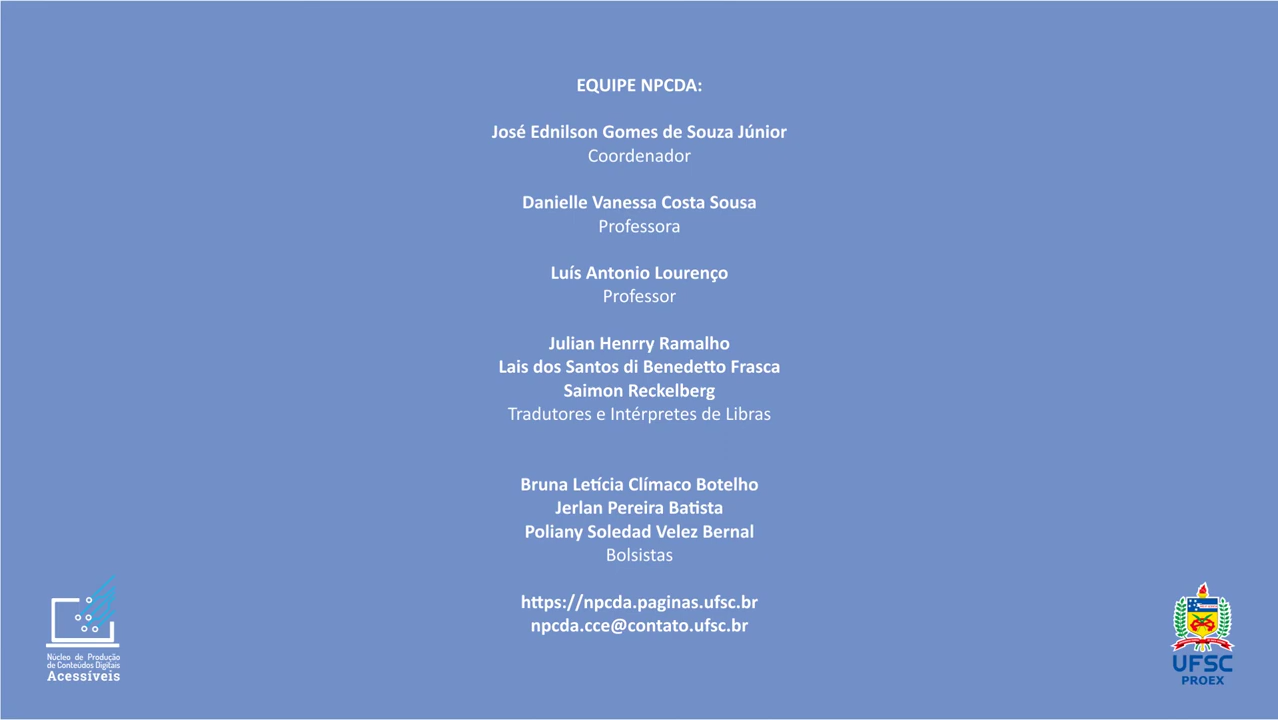 EQUIPE NPCDA:
José Ednilson Gomes de Souza Júnior
Coordenador
Danielle Vanessa Costa Sousa
Professora
Luís Antonio Lourenço
Professor
Julian Henrry Ramalho
Lais dos Santos di Benedetto Frasca
Saimon Reckelberg
Tradutores e Intérpretes de Libras
Bruna Letícia Clímaco Botelho
Jerlan Pereira Batista
Poliany Soledad Velez Bernal
Bolsistas
https://npcda.paginas.ufsc.br
npcda.cce@contato.ufsc.br
Núcleo de Produção
de Conteúdos Digitais
Acessíveis
UFSC
PROEX